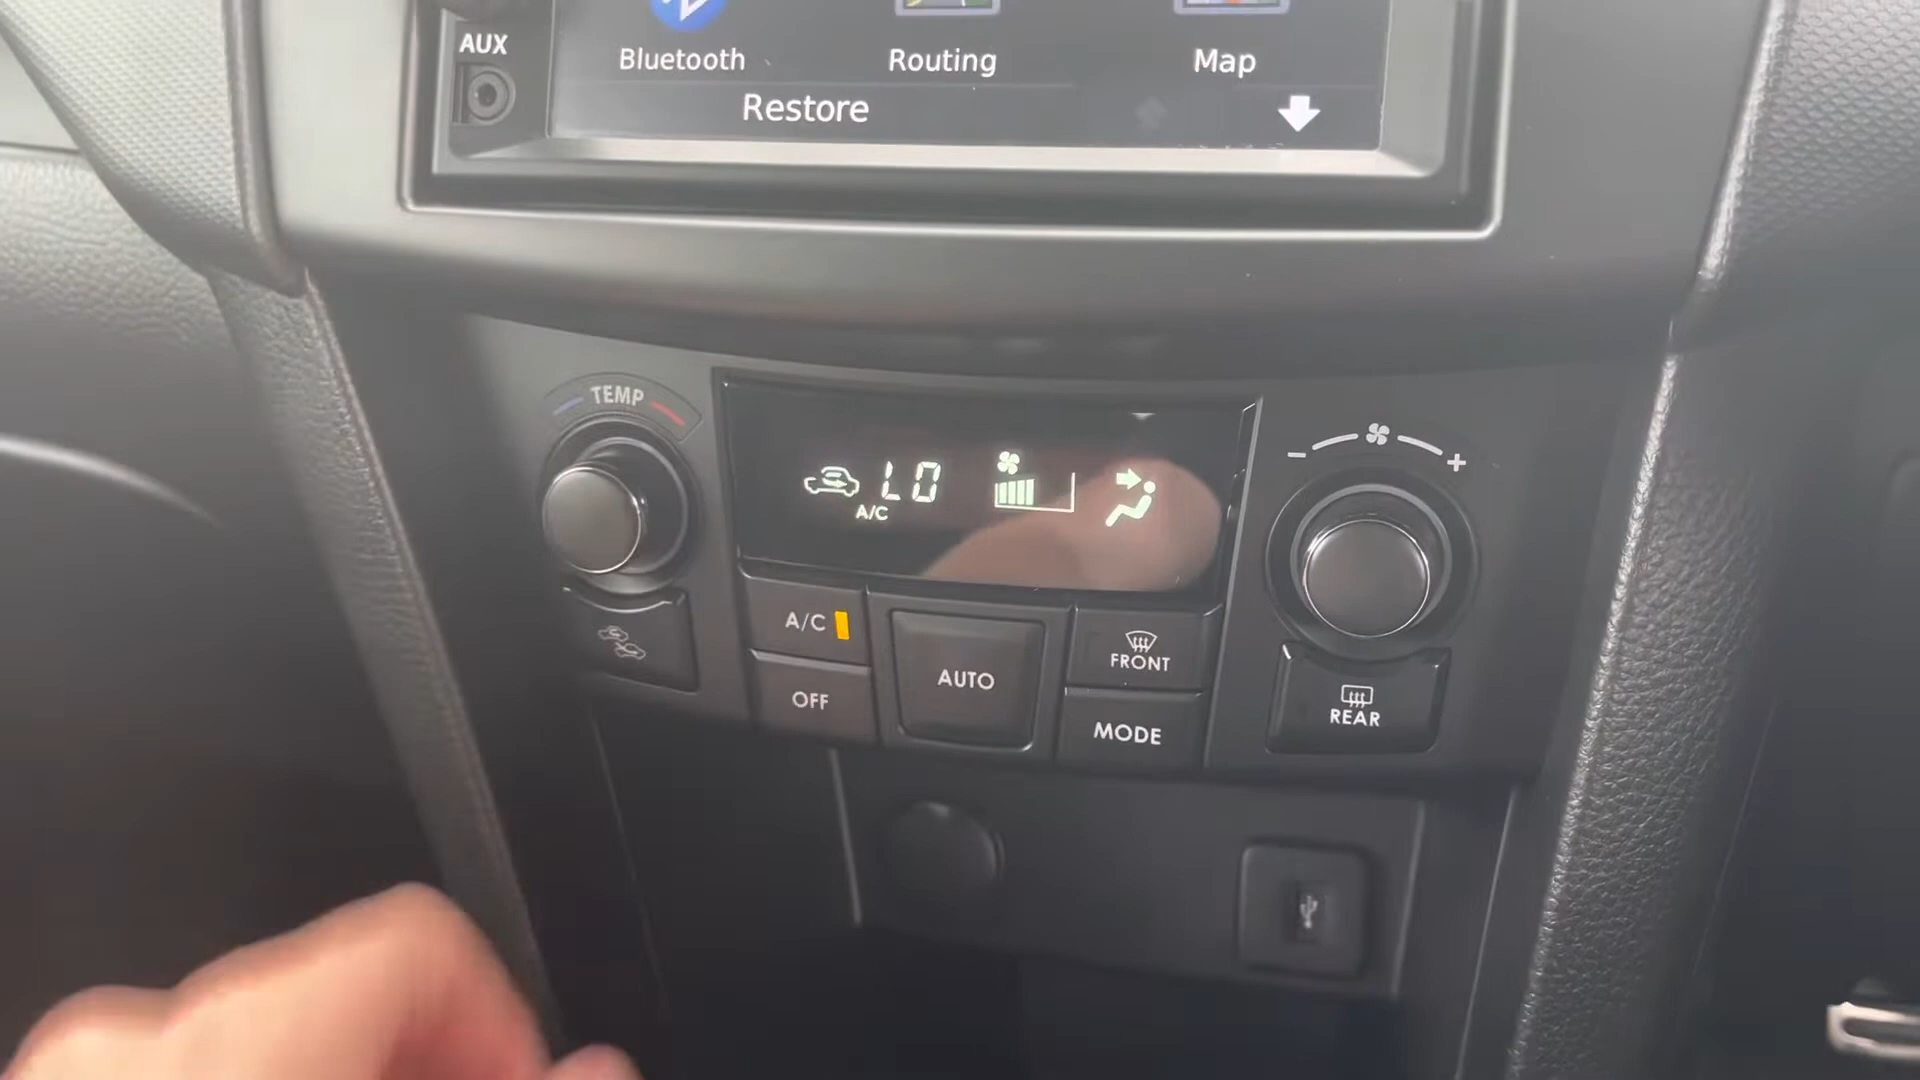 AUX
Bluetooth
Routing
Map
Restore
TEMP
LO
A/C
− +
A/C
OFF
AUTO
FRONT
MODE
REAR